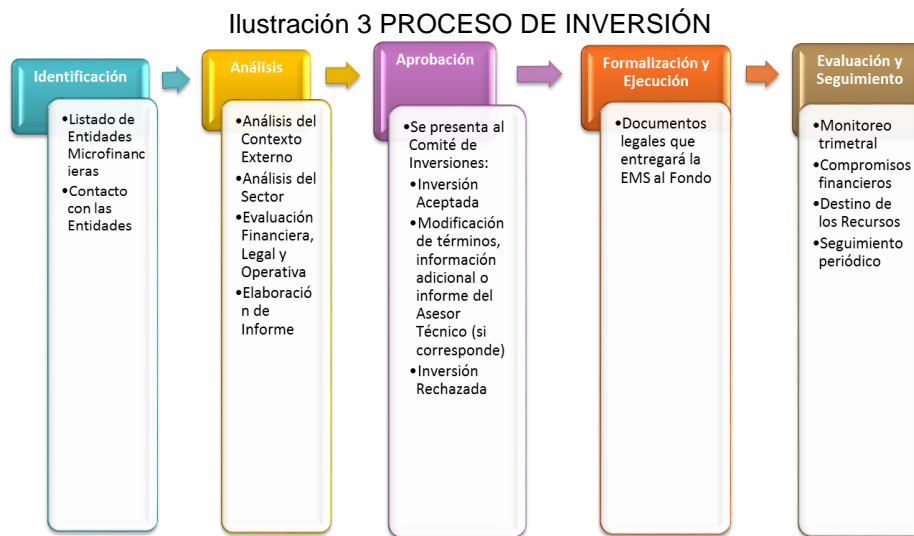 Ilustración 3 PROCESO DE INVERSIÓN
Identificación
•Listado de
Entidades
Microfinanc
ieras
•Contacto
con las
Entidades
Análisis
•Análisis del
Contexto
Externo
•Análisis del
Sector
•Evaluación
Financiera,
Legal y
Operativa
•Elaboració
n de
Informe
Aprobación
•Se presenta al
Comité de
Inversiones:
•Inversión
Aceptada
•Modificación
de términos,
información
adicional o
informe del
Asesor
Técnico (si
corresponde)
•Inversión
Rechazada
Formalización y
Ejecución
•Documentos
legales que
entregará la
EMS al Fondo
Evaluación y
Seguimiento
•Monitoreo
trimetral
•Compromisos
financieros
•Destino de
los Recursos
•Seguimiento
periódico